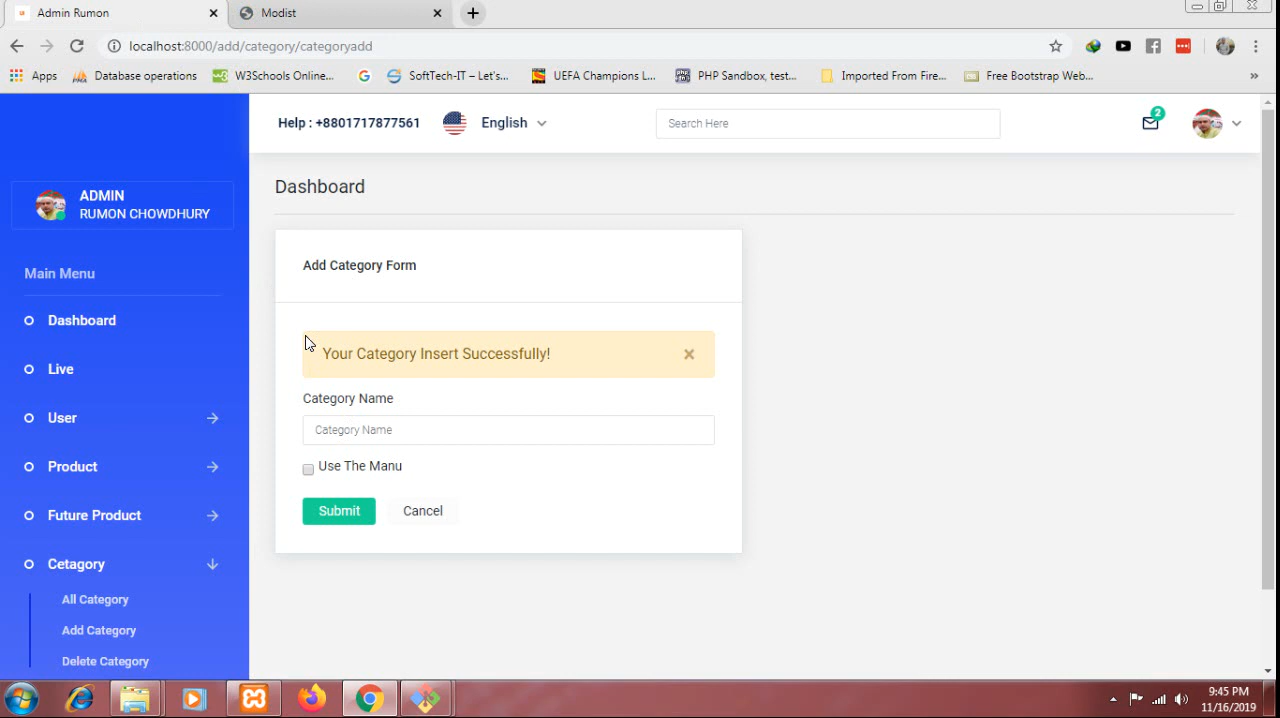 Admin Rumon
Modist
localhost:8000/add/category/categoryadd
Apps
Database operations
W3Schools Online...
SoftTech-IT – Let's...
UEFA Champions L...
PHP Sandbox, test...
Imported From Fire...
Free Bootstrap Web...
»
Help : +8801717877561
English
Search Here
2
ADMIN
RUMON CHOWDHURY
Main Menu
Dashboard
Live
User
Product
Future Product
Cetagory
All Category
Add Category
Delete Category
Dashboard
Add Category Form
Your Category Insert Successfully!
×
Category Name
Category Name
Use The Manu
Submit
Cancel
9:45 PM
11/16/2019